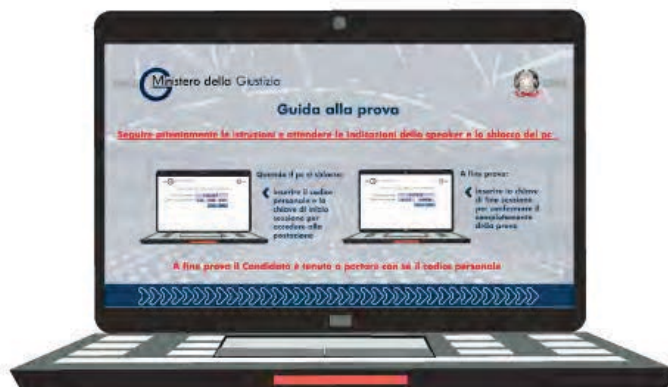 Ministero della Giustizia
Guida alla prova
Seguire attentamente le istruzioni e attendere le indicazioni dello speaker e lo sblocco del pc
Quando il pc si sblocca:
inserire il codice
personale e la
chiave di inizio
sessione per
accedere alla
postazione
A fine prova:
inserire la chiave
di fine sessione
per confermare il
completamento
della prova
A fine prova il Candidato è tenuto a portare con sé il codice personale